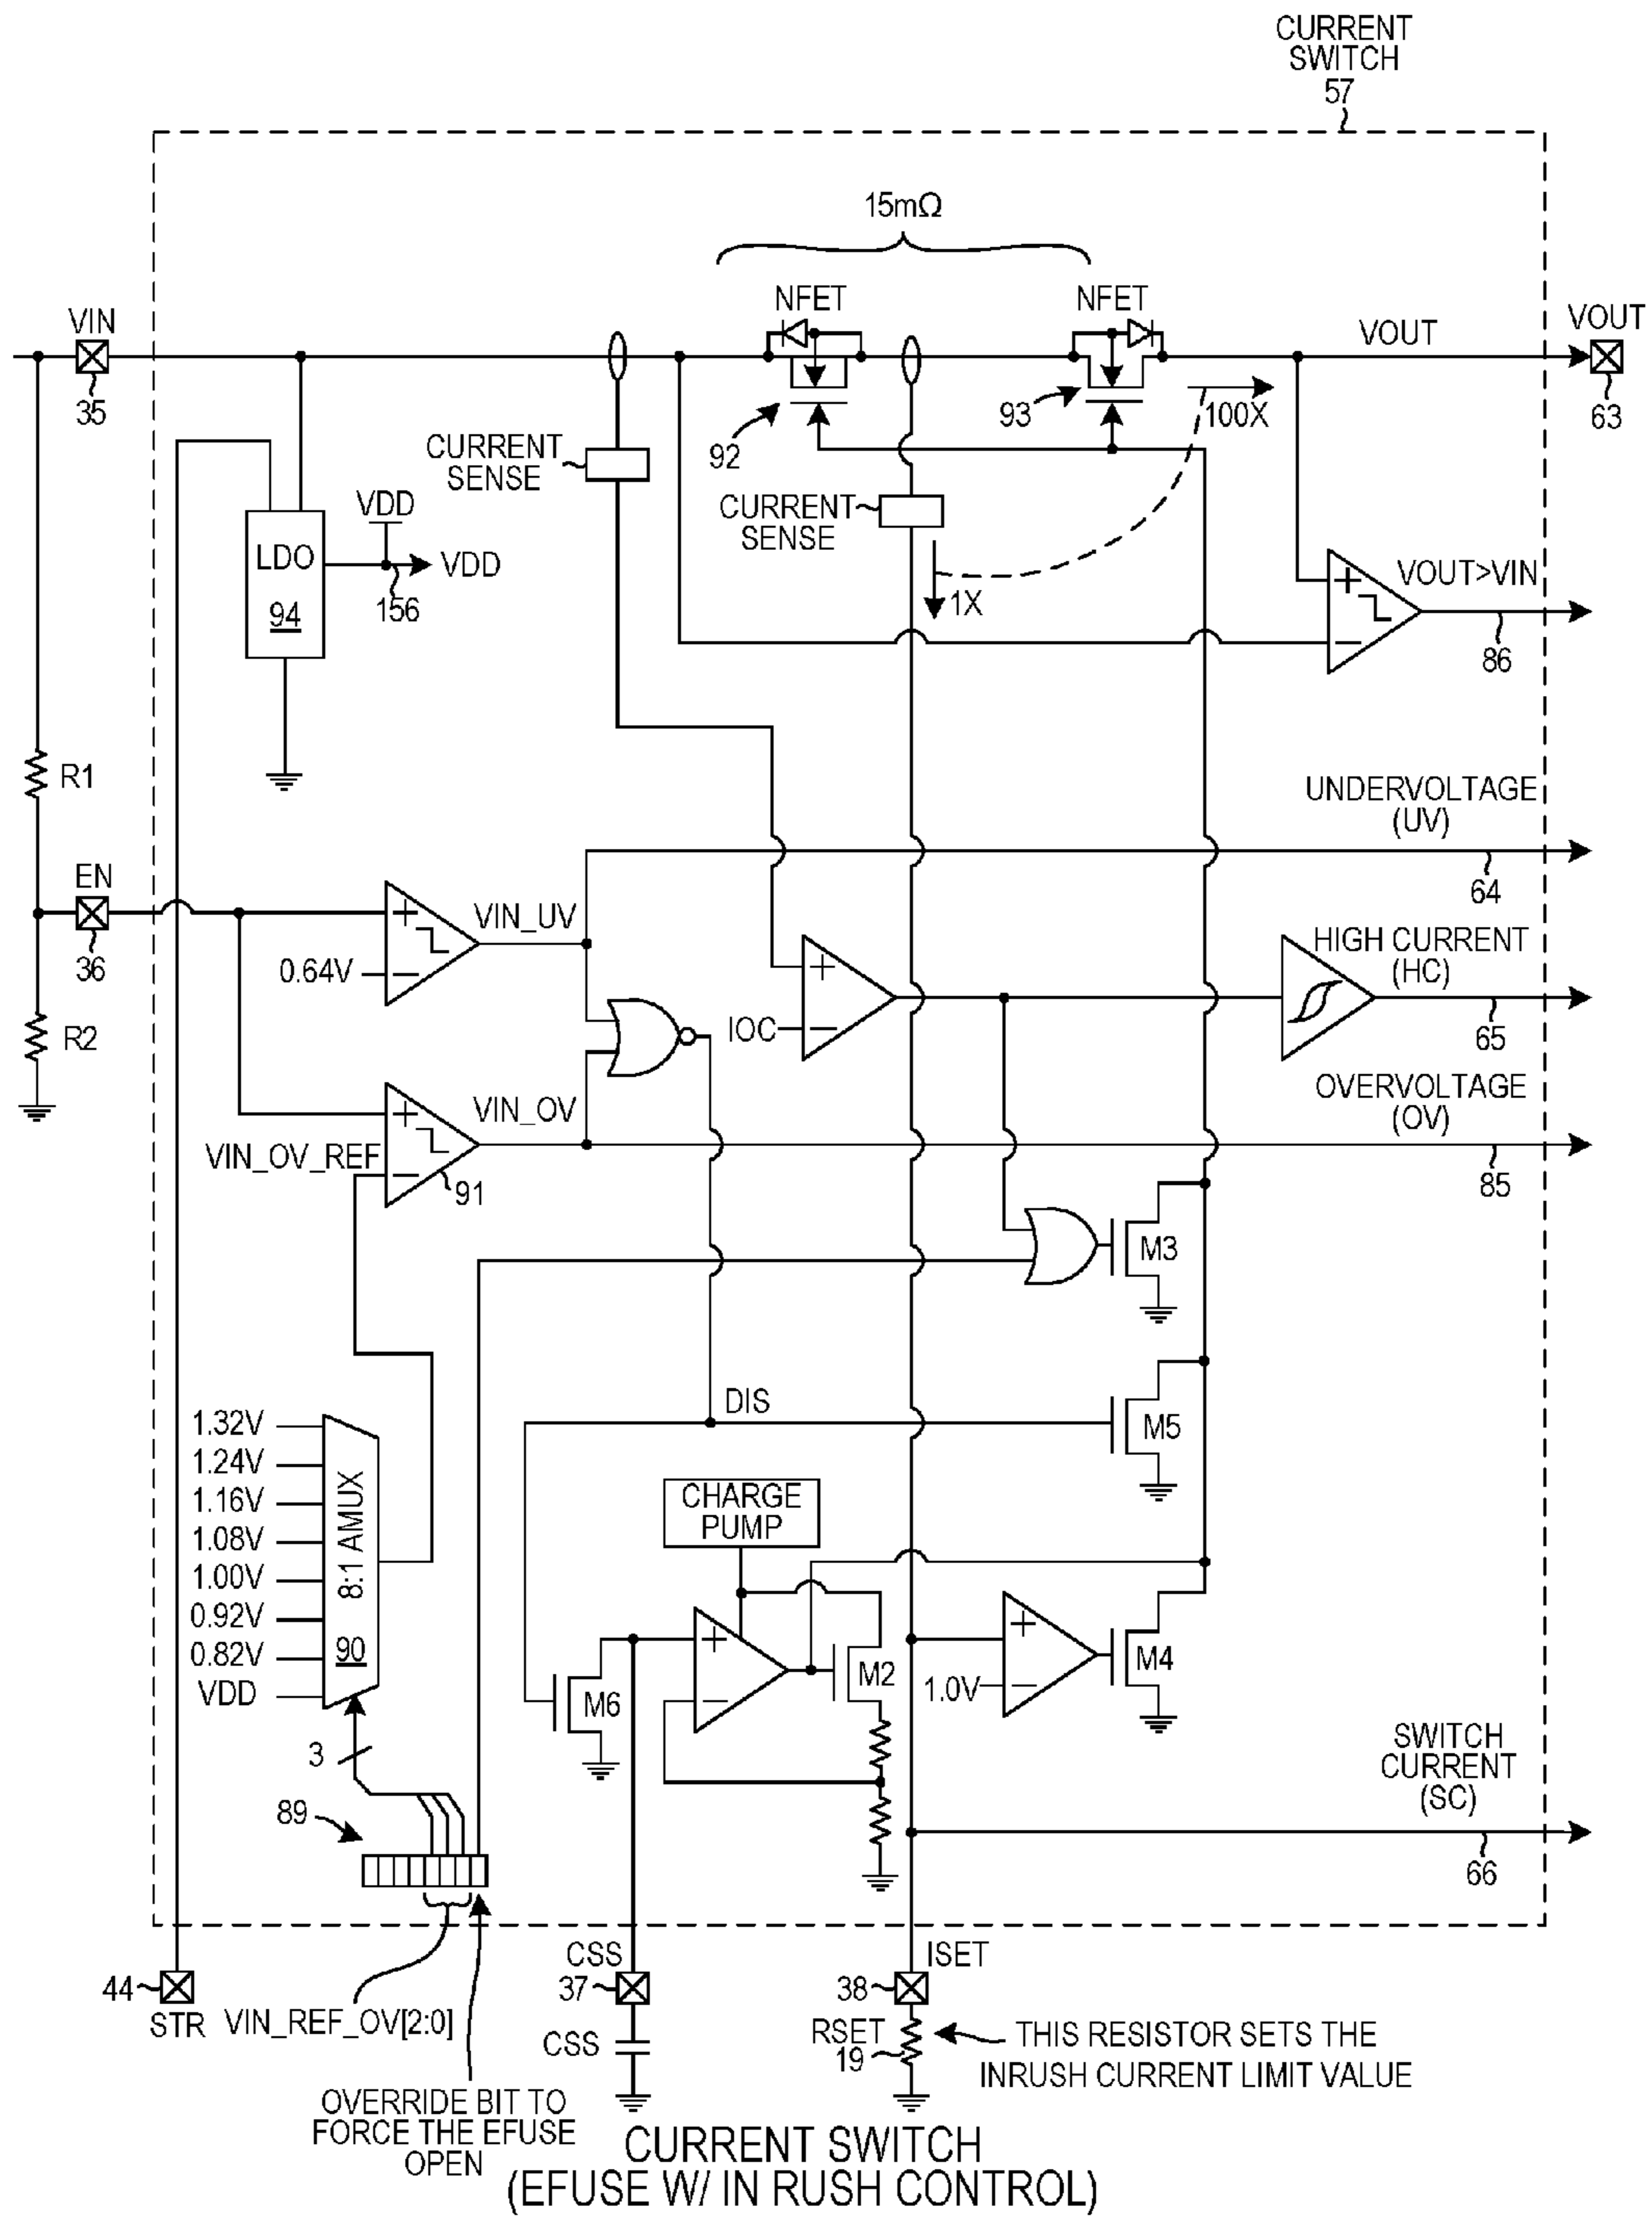 CURRENT
SWITCH
57
15mΩ
NFET
NFET
VIN
35
VOUT
VOUT
63
92
93
100X
CURRENT
SENSE
CURRENT
SENSE
1X
LDO
94
VDD
VDD
156
VOUT>VIN
+
−
86
R1
UNDERVOLTAGE
(UV)
64
EN
36
+
−
0.64V
VIN_UV
HIGH CURRENT
(HC)
65
+
−
IOC
R2
OVERVOLTAGE
(OV)
85
+
−
VIN_OV
VIN_OV_REF
91
M3
DIS
M5
1.32V
1.24V
1.16V
1.08V
1.00V
0.92V
0.82V
VDD
8:1 AMUX
90
CHARGE
PUMP
+
−
M2
M6
+
−
1.0V
M4
3
89
SWITCH
CURRENT
(SC)
66
44
STR
VIN_REF_OV[2:0]
CSS
37
CSS
ISET
38
RSET
19
THIS RESISTOR SETS THE
INRUSH CURRENT LIMIT VALUE
OVERRIDE BIT TO
FORCE THE EFUSE
OPEN
CURRENT SWITCH
(EFUSE W/ IN RUSH CONTROL)